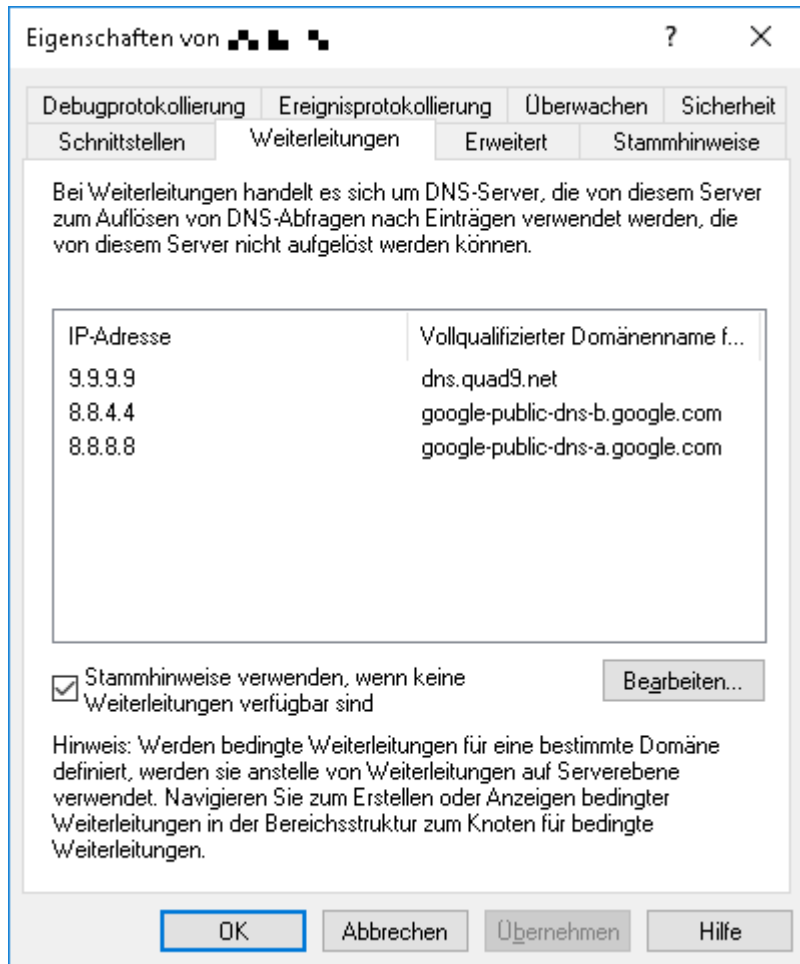 Eigenschaften von
Debugprotokollierung Ereignisprotokollierung Überwachen Sicherheit
Schnittstellen Weiterleitungen Erweitert Stammhinweise
Bei Weiterleitungen handelt es sich um DNS-Server, die von diesem Server
zum Auflösen von DNS-Abfragen nach Einträgen verwendet werden, die
von diesem Server nicht aufgelöst werden können.
IP-Adresse Vollqualifizierter Domänenname f...
9.9.9.9 dns.quad9.net
8.8.4.4 google-public-dns-b.google.com
8.8.8.8 google-public-dns-a.google.com
Stammhinweise verwenden, wenn keine
Weiterleitungen verfügbar sind
Bearbeiten...
Hinweis: Werden bedingte Weiterleitungen für eine bestimmte Domäne
definiert, werden sie anstelle von Weiterleitungen auf Serverebene
verwendet. Navigieren Sie zum Erstellen oder Anzeigen bedingter
Weiterleitungen in der Bereichsstruktur zum Knoten für bedingte
Weiterleitungen.
OK Abbrechen Übernehmen Hilfe